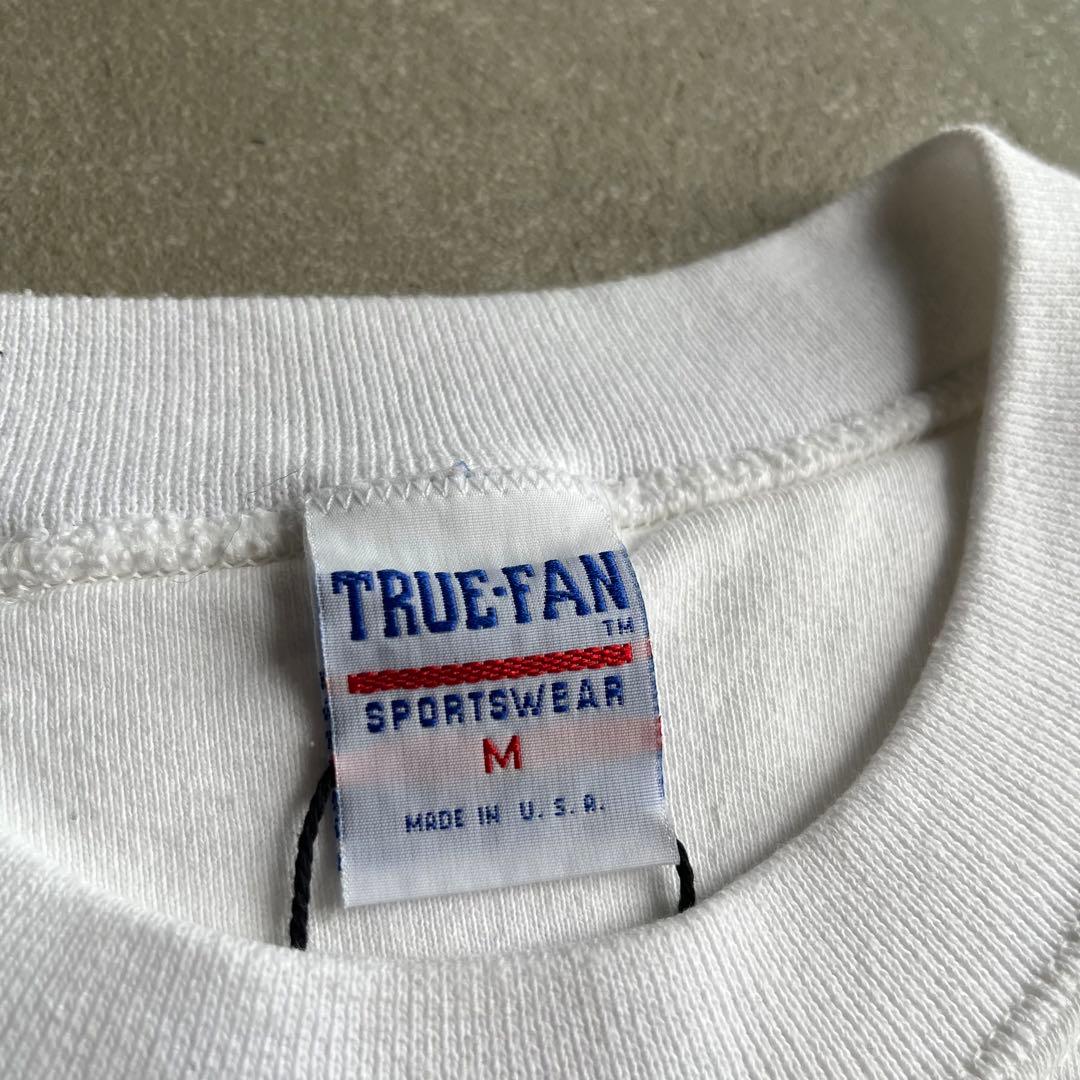 TRUE-FAN
TM
SPORTSWEAR
M
MADE IN U.S.A.